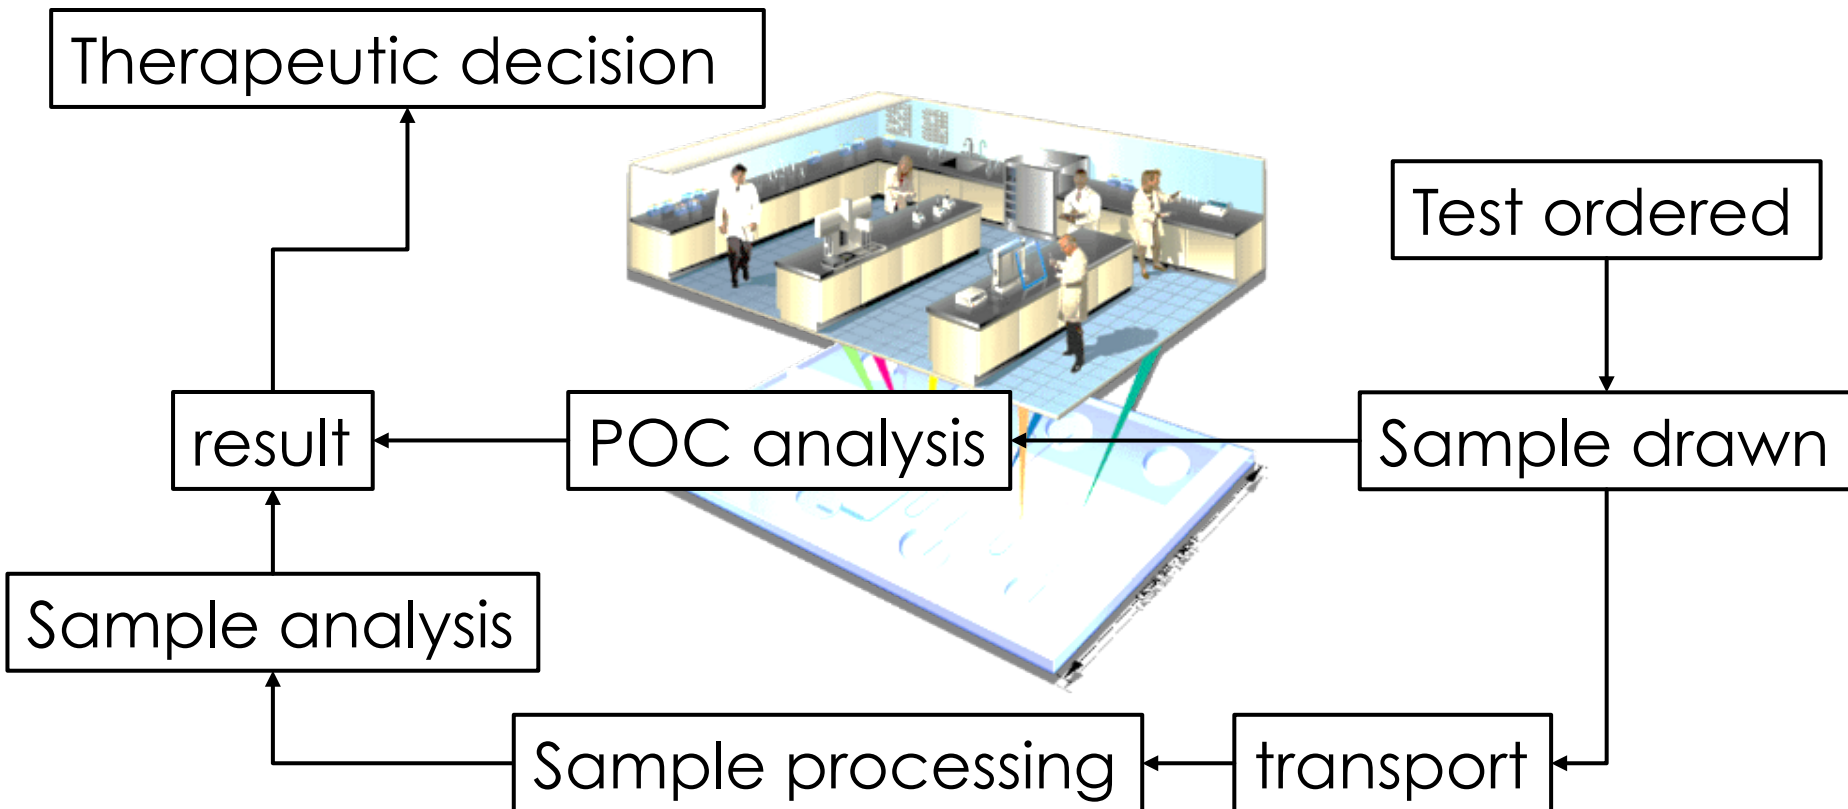 Therapeutic decision
Test ordered
result
POC analysis
Sample drawn
Sample analysis
Sample processing
transport